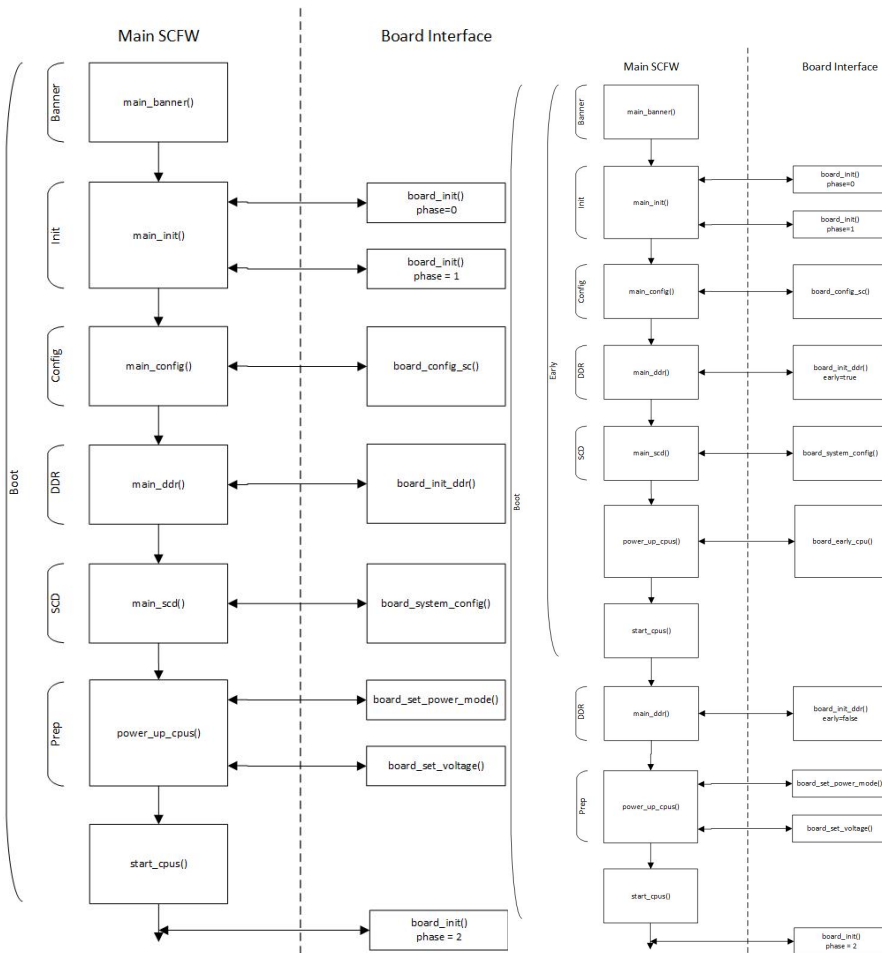 Main SCFW
Board Interface
Boot
Banner
main_banner()
Init
main_init()
board_init()
phase=0
board_init()
phase = 1
Config
main_config()
board_config_sc()
DDR
main_ddr()
board_init_ddr()
SCD
main_scd()
board_system_config()
Prep
power_up_cpus()
board_set_power_mode()
board_set_voltage()
start_cpus()
board_init()
phase = 2
Main SCFW
Board Interface
Boot
Early
Banner
main_banner()
Init
main_init()
board_init()
phase=0
board_init()
phase=1
Config
main_config()
board_config_sc()
DDR
main_ddr()
board_init_ddr()
early=true
SCD
main_scd()
board_system_config()
power_up_cpus()
board_early_cpu()
start_cpus()
DDR
main_ddr()
board_init_ddr()
early=false
Prep
power_up_cpus()
board_set_power_mode()
board_set_voltage()
start_cpus()
board_init()
phase = 2